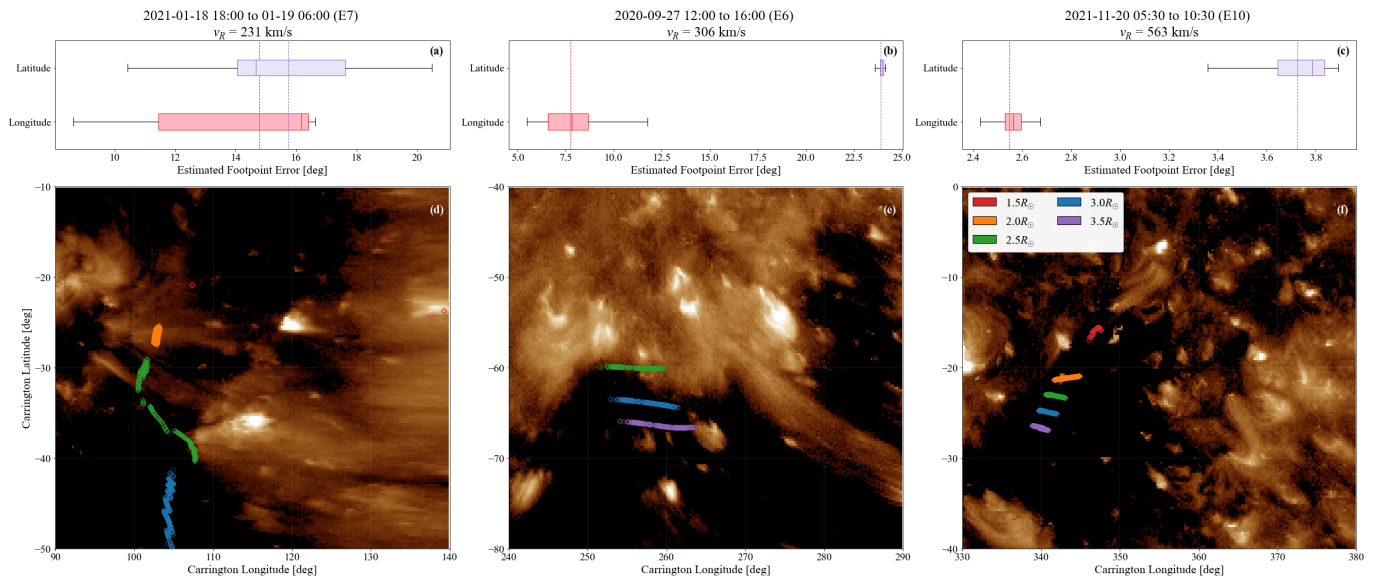 2021-01-18 18:00 to 01-19 06:00 (E7)
v_R = 231 km/s
(a)
Latitude
Longitude
10 12 14 16 18 20
Estimated Footpoint Error [deg]
2020-09-27 12:00 to 16:00 (E6)
v_R = 306 km/s
(b)
5.0 7.5 10.0 12.5 15.0 17.5 20.0 22.5 25.0
Estimated Footpoint Error [deg]
2021-11-20 05:30 to 10:30 (E10)
v_R = 563 km/s
(c)
Latitude
Longitude
2.4 2.6 2.8 3.0 3.2 3.4 3.6 3.8
Estimated Footpoint Error [deg]
(d)
Carrington Latitude [deg]
−10
−20
−30
−40
−50
90 100 110 120 130 140
Carrington Longitude [deg]
(e)
−40
−50
−60
−70
−80
240 250 260 270 280 290
Carrington Longitude [deg]
(f)
1.5R☉
2.0R☉
2.5R☉
3.0R☉
3.5R☉
0
−10
−20
−30
−40
330 340 350 360 370 380
Carrington Longitude [deg]